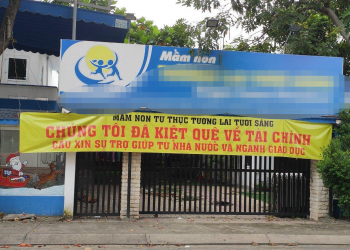 Mầm non
MẦM NON TƯ THỤC TƯƠNG LAI TƯƠI SÁNG
CHÚNG TÔI ĐÃ KIỆT QUỆ VỀ TÀI CHÍNH
CẦU XIN SỰ TRỢ GIÚP TỪ NHÀ NƯỚC VÀ NGÀNH GIÁO DỤC